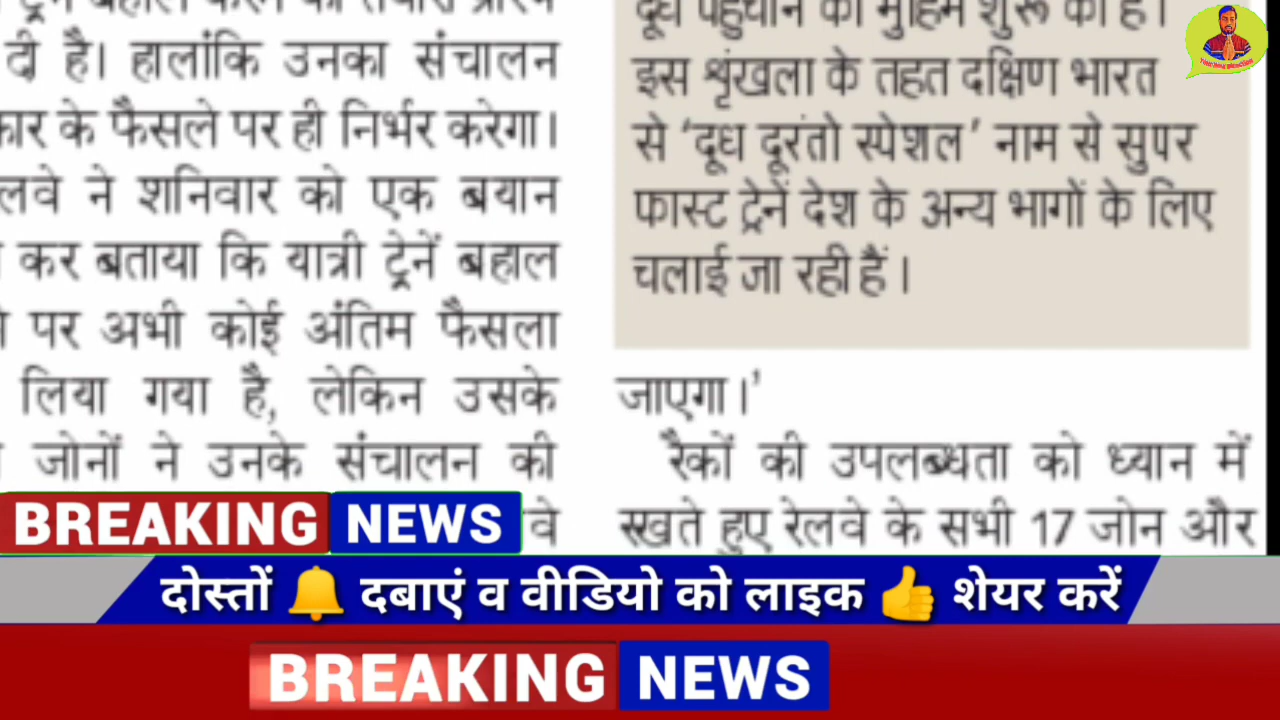 दी है। हालांकि उनका संचालन
के फैसले पर ही निर्भर करेगा।
ने शनिवार को एक बयान
कर बताया कि यात्री ट्रेनें बहाल
पर अभी कोई अंतिम फैसला
लिया गया है, लेकिन उसके
जोनों ने उनके संचालन की
दूध पहुंचाने की मुहिम शुरू की है।
इस शृंखला के तहत दक्षिण भारत
से ‘दूध दूरंतो स्पेशल’ नाम से सुपर
फास्ट ट्रेनें देश के अन्य भागों के लिए
चलाई जा रही हैं।
जाएगा।’
रैकों की उपलब्धता को ध्यान में
रखते हुए रेलवे के सभी 17 जोन और
BREAKING NEWS
दोस्तों 🔔 दबाएं व वीडियो को लाइक 👍 शेयर करें
BREAKING NEWS